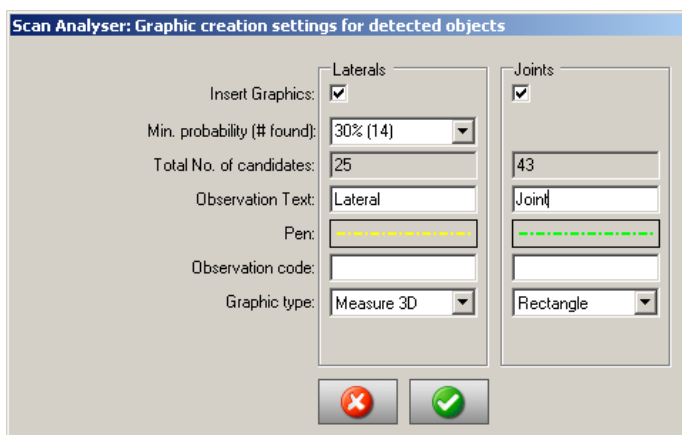 Scan Analyser: Graphic creation settings for detected objects
Laterals Joints
Insert Graphics:
Min. probability (# found): 30% (14)
Total No. of candidates: 25 43
Observation Text: Lateral Joint
Pen:
Observation code:
Graphic type: Measure 3D Rectangle